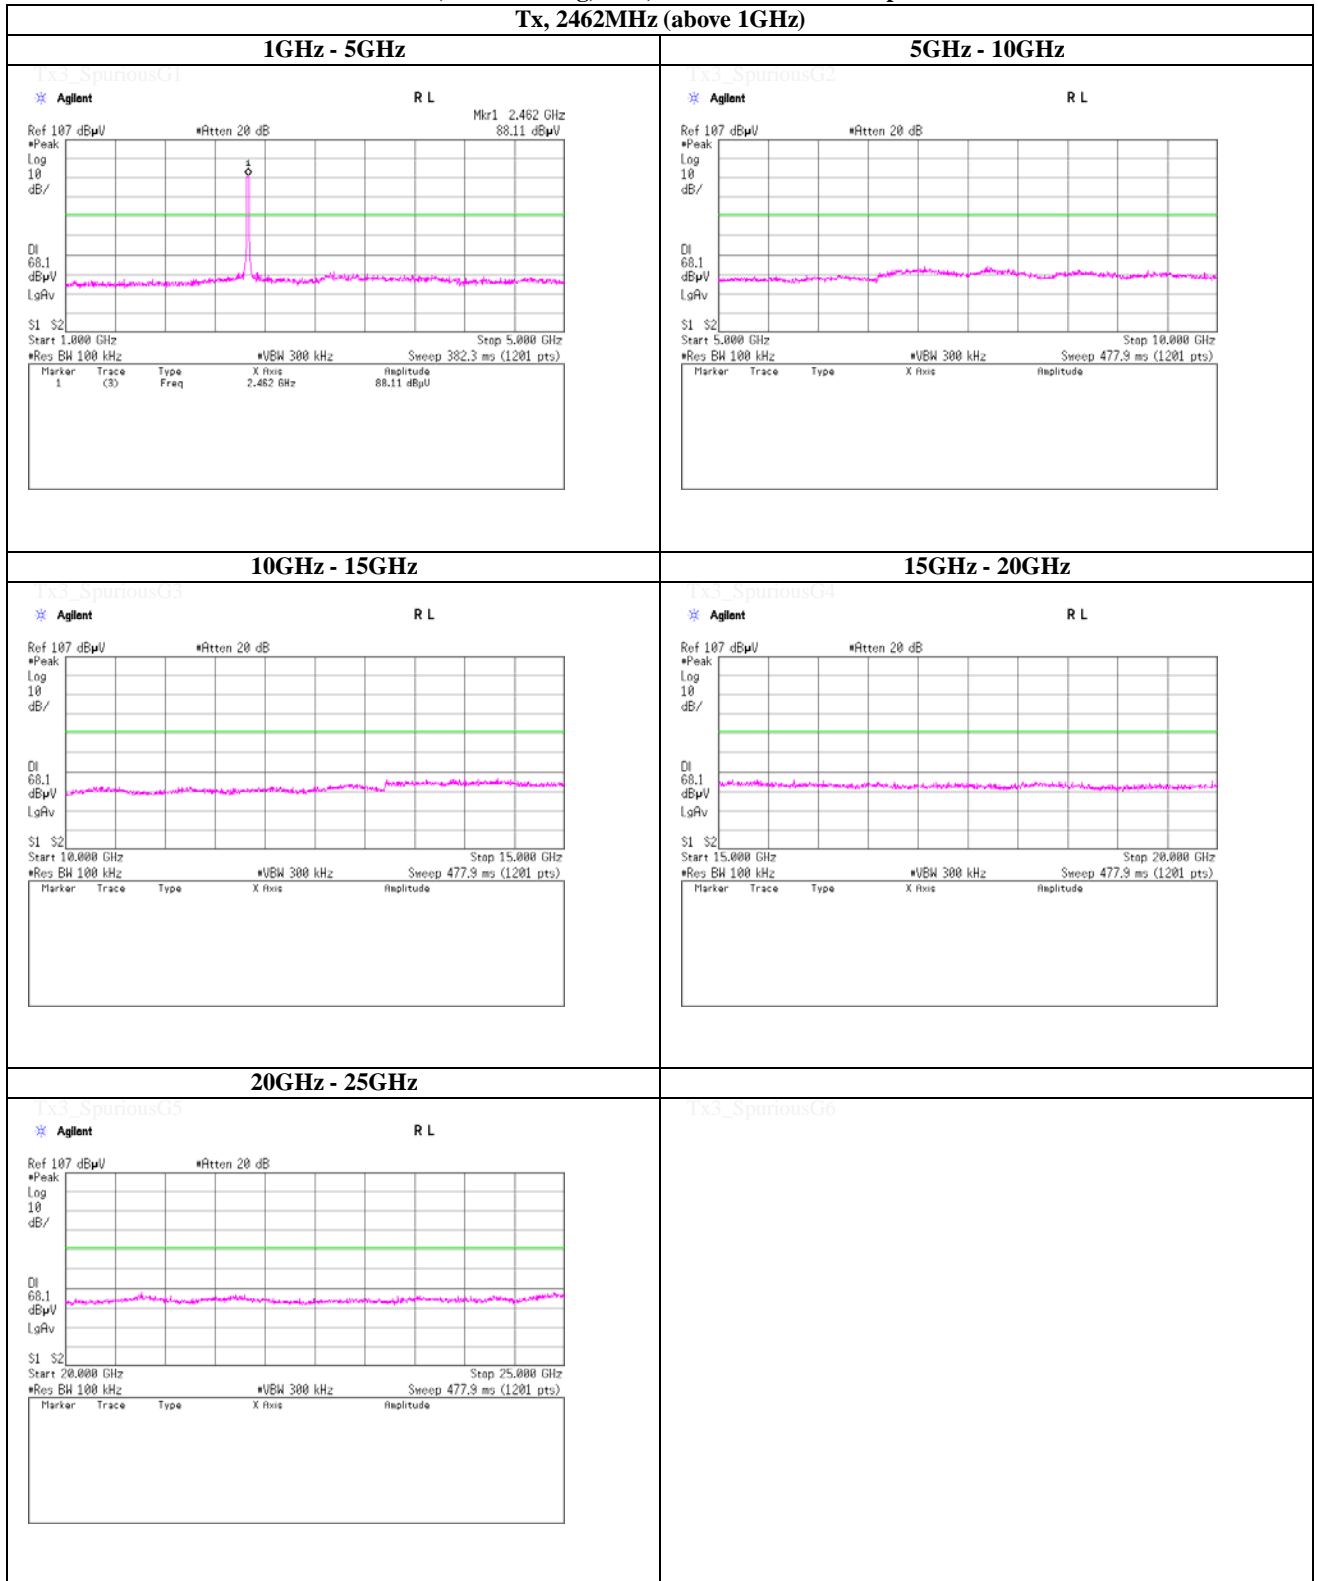 Tx, 2462MHz (above 1GHz)
1GHz - 5GHz
Tx3_SpuriousG1
Agilent R L
Mkr1 2.462 GHz
Ref 107 dBµV #Atten 20 dB 88.11 dBµV
#Peak
Log
10
dB/
1
DI
68.1
dBµV
LgAv
S1 S2
Start 1.000 GHz Stop 5.000 GHz
#Res BW 100 kHz #VBW 300 kHz Sweep 382.3 ms (1201 pts)
Marker Trace Type X Axis Amplitude
1 (3) Freq 2.462 GHz 88.11 dBµV
5GHz - 10GHz
Tx3_SpuriousG2
Agilent R L
Ref 107 dBµV #Atten 20 dB
#Peak
Log
10
dB/
DI
68.1
dBµV
LgAv
S1 S2
Start 5.000 GHz Stop 10.000 GHz
#Res BW 100 kHz #VBW 300 kHz Sweep 477.9 ms (1201 pts)
Marker Trace Type X Axis Amplitude
10GHz - 15GHz
Tx3_SpuriousG3
Agilent R L
Ref 107 dBµV #Atten 20 dB
#Peak
Log
10
dB/
DI
68.1
dBµV
LgAv
S1 S2
Start 10.000 GHz Stop 15.000 GHz
#Res BW 100 kHz #VBW 300 kHz Sweep 477.9 ms (1201 pts)
Marker Trace Type X Axis Amplitude
15GHz - 20GHz
Tx3_SpuriousG4
Agilent R L
Ref 107 dBµV #Atten 20 dB
#Peak
Log
10
dB/
DI
68.1
dBµV
LgAv
S1 S2
Start 15.000 GHz Stop 20.000 GHz
#Res BW 100 kHz #VBW 300 kHz Sweep 477.9 ms (1201 pts)
Marker Trace Type X Axis Amplitude
20GHz - 25GHz
Tx3_SpuriousG5
Agilent R L
Ref 107 dBµV #Atten 20 dB
#Peak
Log
10
dB/
DI
68.1
dBµV
LgAv
S1 S2
Start 20.000 GHz Stop 25.000 GHz
#Res BW 100 kHz #VBW 300 kHz Sweep 477.9 ms (1201 pts)
Marker Trace Type X Axis Amplitude
Tx3_SpuriousG6